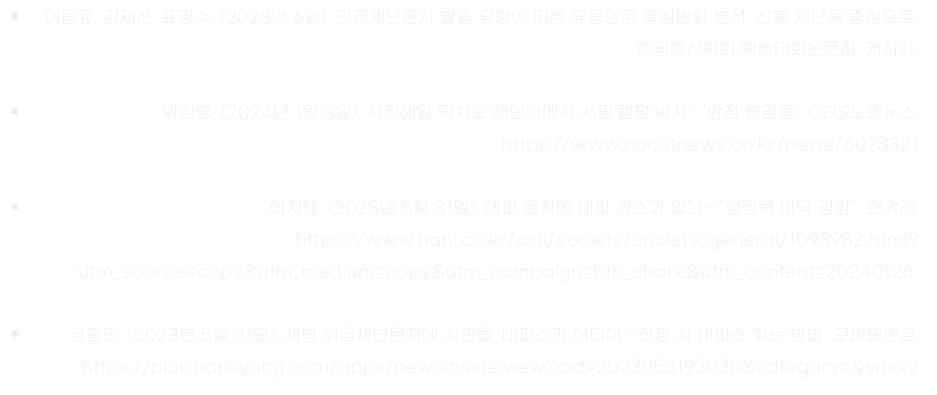 • 이동규, 김재선, 표경수. (2023년 6월). 긴급재난문자 발송 유형에 따른 유동인구 특성변화 분석: 산불 재난을 중심으로.
한국통신학회 학술대회논문집, 개최지.
• 박희영. (2024년 1월 3일). 지진해일 닥쳐도 해안가에서 서핑·캠핑·낚시…'안전 불감증'. CBS노컷뉴스.
https://www.nocutnews.co.kr/news/6073321
• 이지혜. (2023년 5월 31일). 대피 문자에 대피 장소가 없다…“행정력 바닥 경험”. 한겨레.
https://www.hani.co.kr/arti/society/society_general/1093982.html?
utm_source=copy&utm_medium=copy&utm_campaign=btn_share&utm_content=20240126
• 강홍민. (2023년 5월 31일). 새벽 위급재난문자에 시민들 '대피소가 어디야'…전쟁 시 대피소 찾는 방법. 모바일한경.
https://plus.hankyung.com/apps/newsinside.view?aid=202305319303b&category=&sns=y